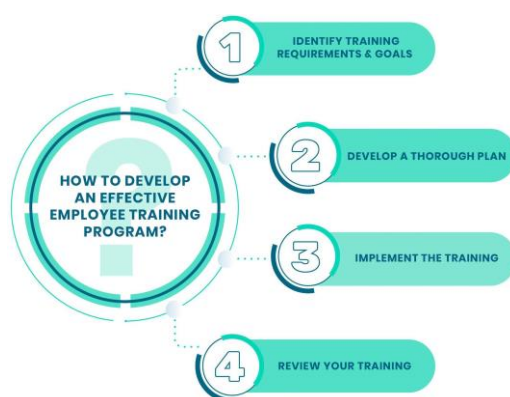 1
IDENTIFY TRAINING
REQUIREMENTS & GOALS
?
HOW TO DEVELOP
AN EFFECTIVE
EMPLOYEE TRAINING
PROGRAM?
2
DEVELOP A THOROUGH PLAN
3
IMPLEMENT THE TRAINING
4
REVIEW YOUR TRAINING